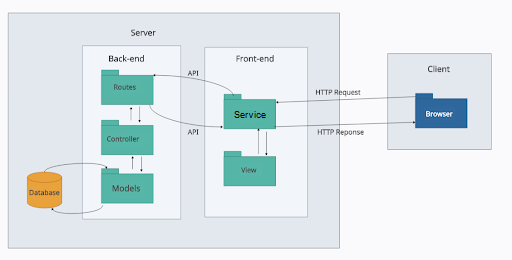 Server
Back-end
Front-end
Client
Routes
API
Service
HTTP Request
Browser
Controller
API
HTTP Reponse
View
Models
Database